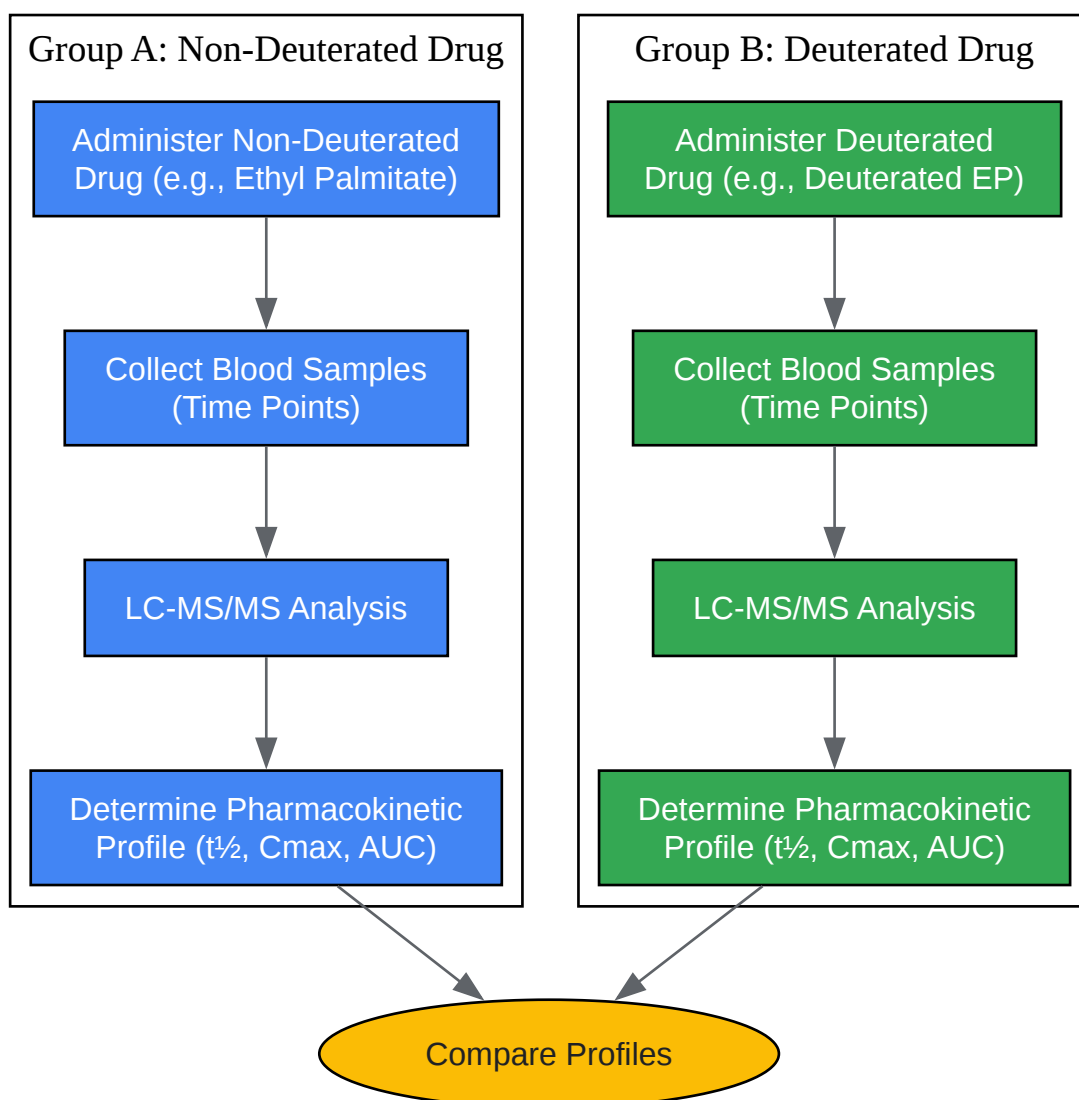 Group A: Non-Deuterated Drug
Administer Non-Deuterated
Drug (e.g., Ethyl Palmitate)
Collect Blood Samples
(Time Points)
LC-MS/MS Analysis
Determine Pharmacokinetic
Profile (t½, Cmax, AUC)
Group B: Deuterated Drug
Administer Deuterated
Drug (e.g., Deuterated EP)
Collect Blood Samples
(Time Points)
LC-MS/MS Analysis
Determine Pharmacokinetic
Profile (t½, Cmax, AUC)
Compare Profiles